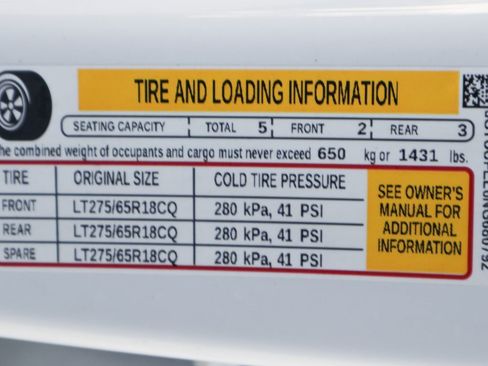 TIRE AND LOADING INFORMATION
SEATING CAPACITY TOTAL 5 FRONT 2 REAR 3
he combined weight of occupants and cargo must never exceed 650 kg or 1431 lbs.
TIRE ORIGINAL SIZE COLD TIRE PRESSURE
FRONT LT275/65R18CQ 280 kPa, 41 PSI
REAR LT275/65R18CQ 280 kPa, 41 PSI
SPARE LT275/65R18CQ 280 kPa, 41 PSI
SEE OWNER'S
MANUAL FOR
ADDITIONAL
INFORMATION